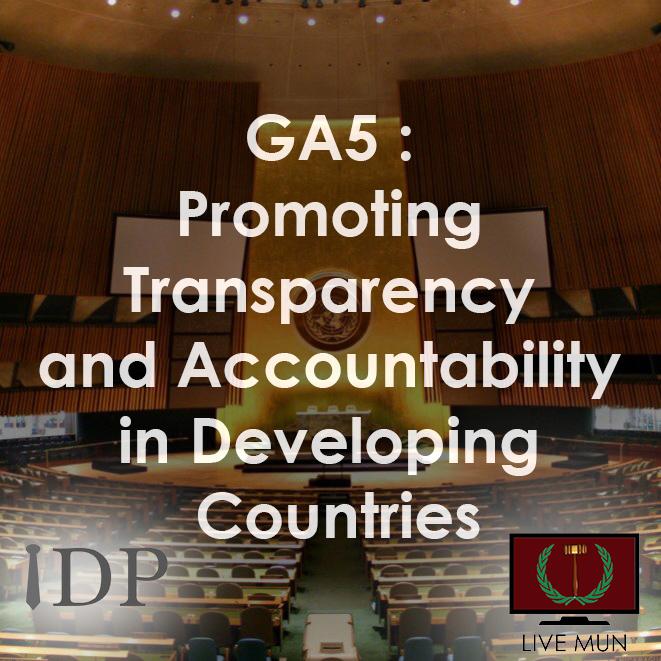 GA5 :
Promoting
Transparency
and Accountability
in Developing
Countries
IDP
LIVE MUN